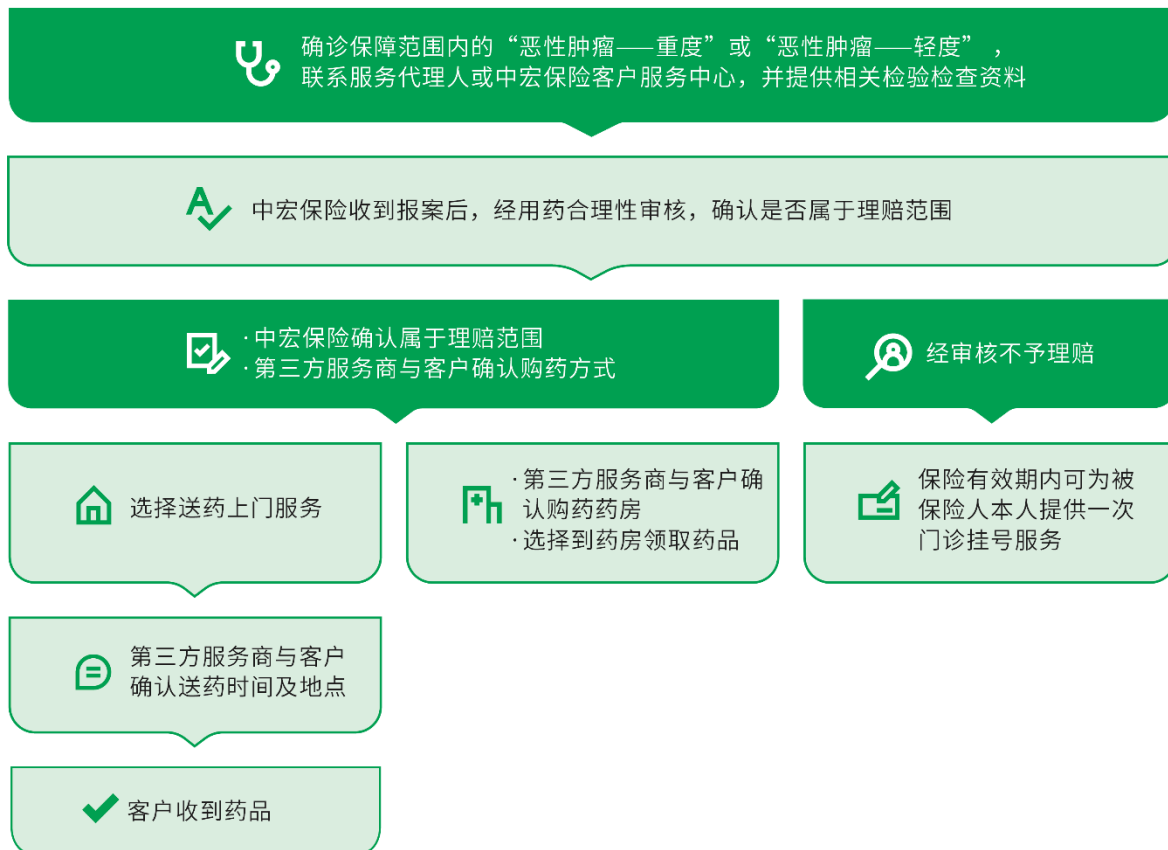 确诊保障范围内的“恶性肿瘤——重度”或“恶性肿瘤——轻度”，
联系服务代理人或中宏保险客户服务中心，并提供相关检验检查资料
中宏保险收到报案后，经用药合理性审核，确认是否属于理赔范围
·中宏保险确认属于理赔范围
·第三方服务商与客户确认购药方式
经审核不予理赔
选择送药上门服务
·第三方服务商与客户确
认购药药房
·选择到药房领取药品
保险有效期内可为被
保险人本人提供一次
门诊挂号服务
第三方服务商与客户
确认送药时间及地点
客户收到药品